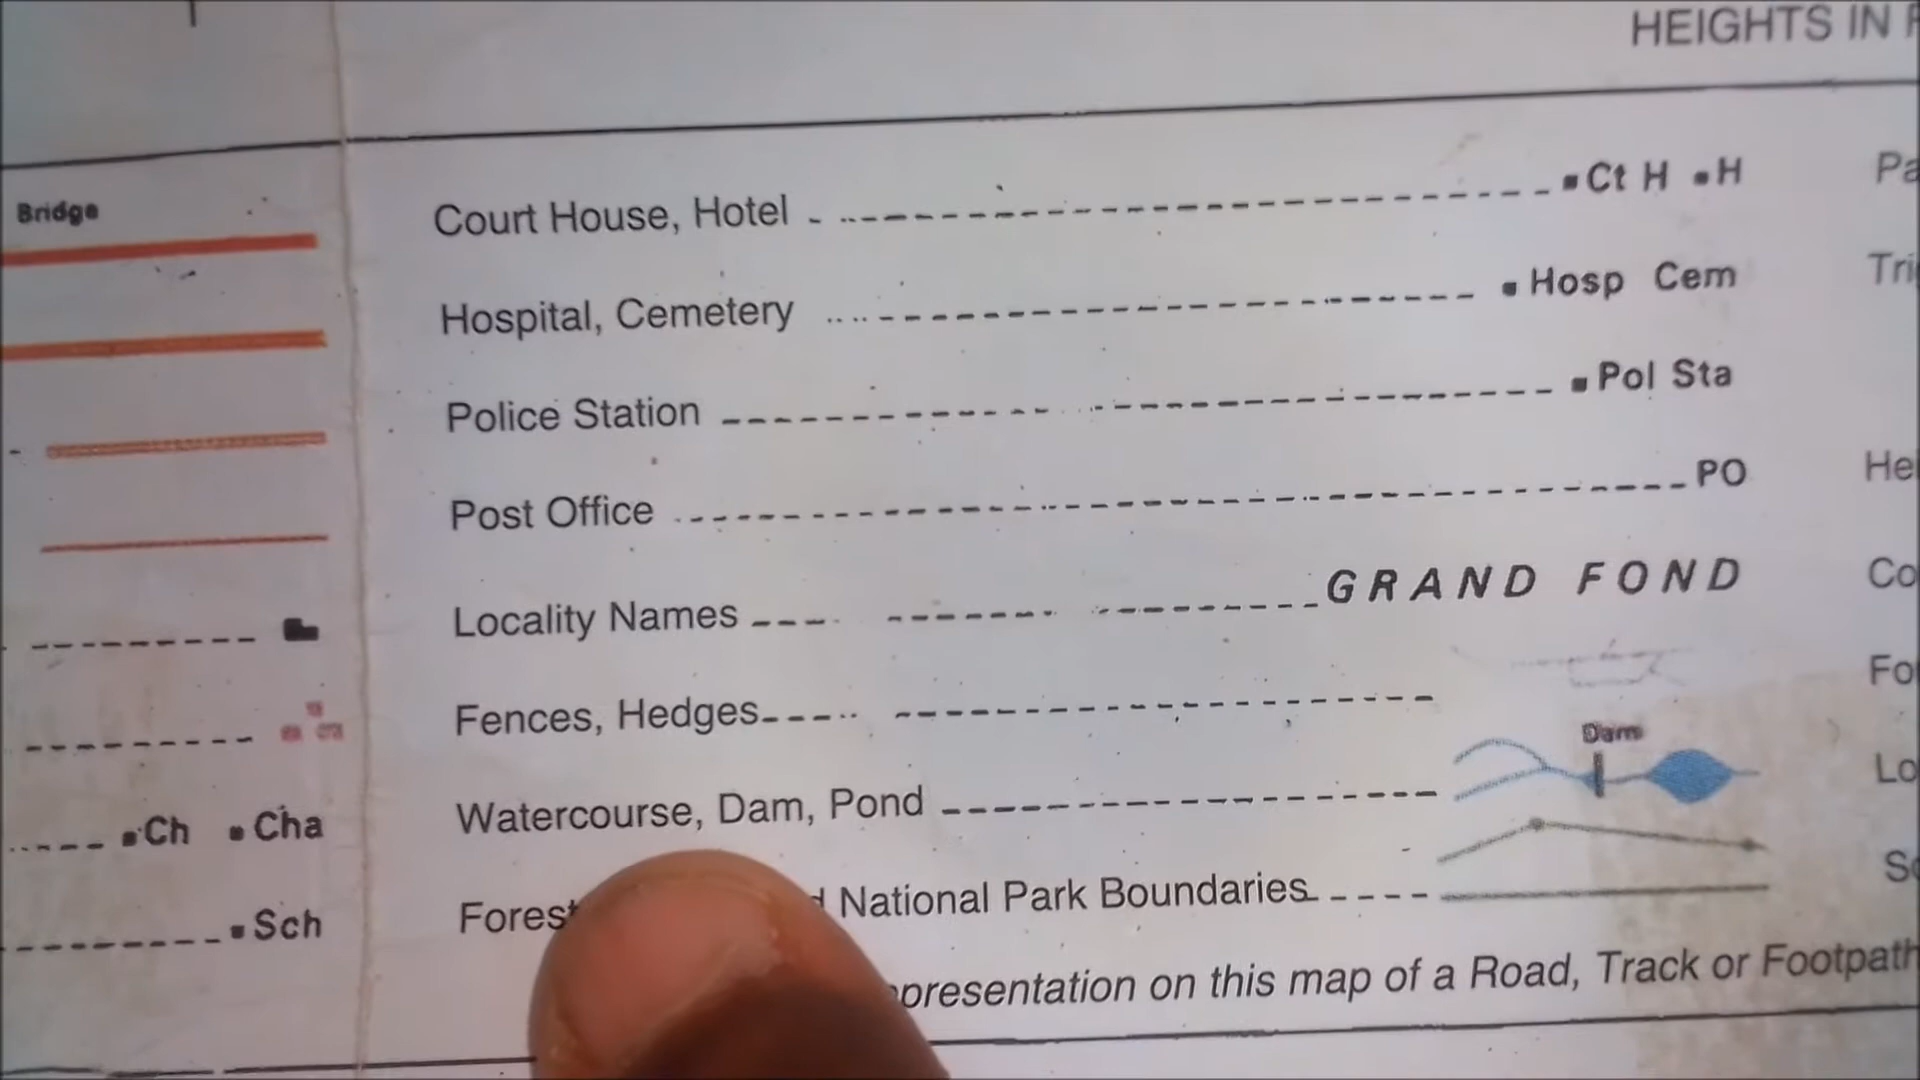 HEIGHTS IN
Bridge
Court House, Hotel Ct H H
Hospital, Cemetery Hosp Cem
Police Station Pol Sta
Post Office PO
Locality Names GRAND FOND
Fences, Hedges
Dam
Watercourse, Dam, Pond
Ch Cha
National Park Boundaries
Sch
on this map of a Road, Track or Footpath